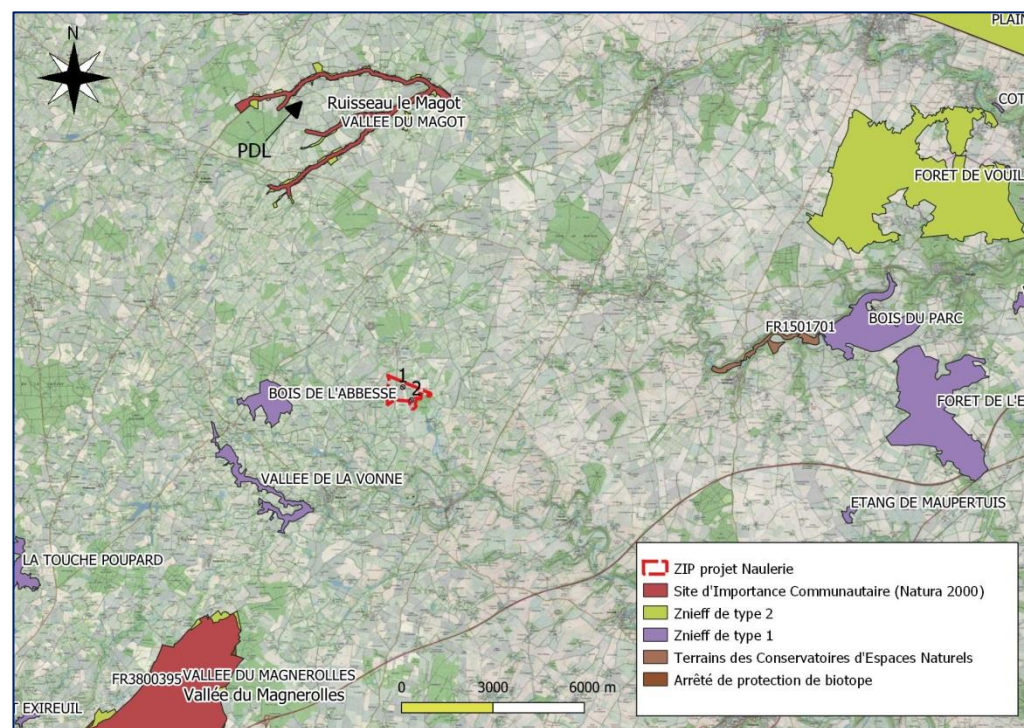 PLAIN
N
Ruisseau le Magot
VALLEE DU MAGOT
PDL
COT
FORET DE VOUIL
FR1501701
BOIS DU PARC
1
2
BOIS DE L'ABBESSE
FORET DE L'E
VALLEE DE LA VONNE
ETANG DE MAUPERTUIS
LA TOUCHE POUPARD
FR3800395 VALLEE DU MAGNEROLLES
Vallée du Magnerolles
T EXIREUIL
0 3000 6000 m
ZIP projet Naulerie
Site d'Importance Communautaire (Natura 2000)
Znieff de type 2
Znieff de type 1
Terrains des Conservatoires d'Espaces Naturels
Arrêté de protection de biotope